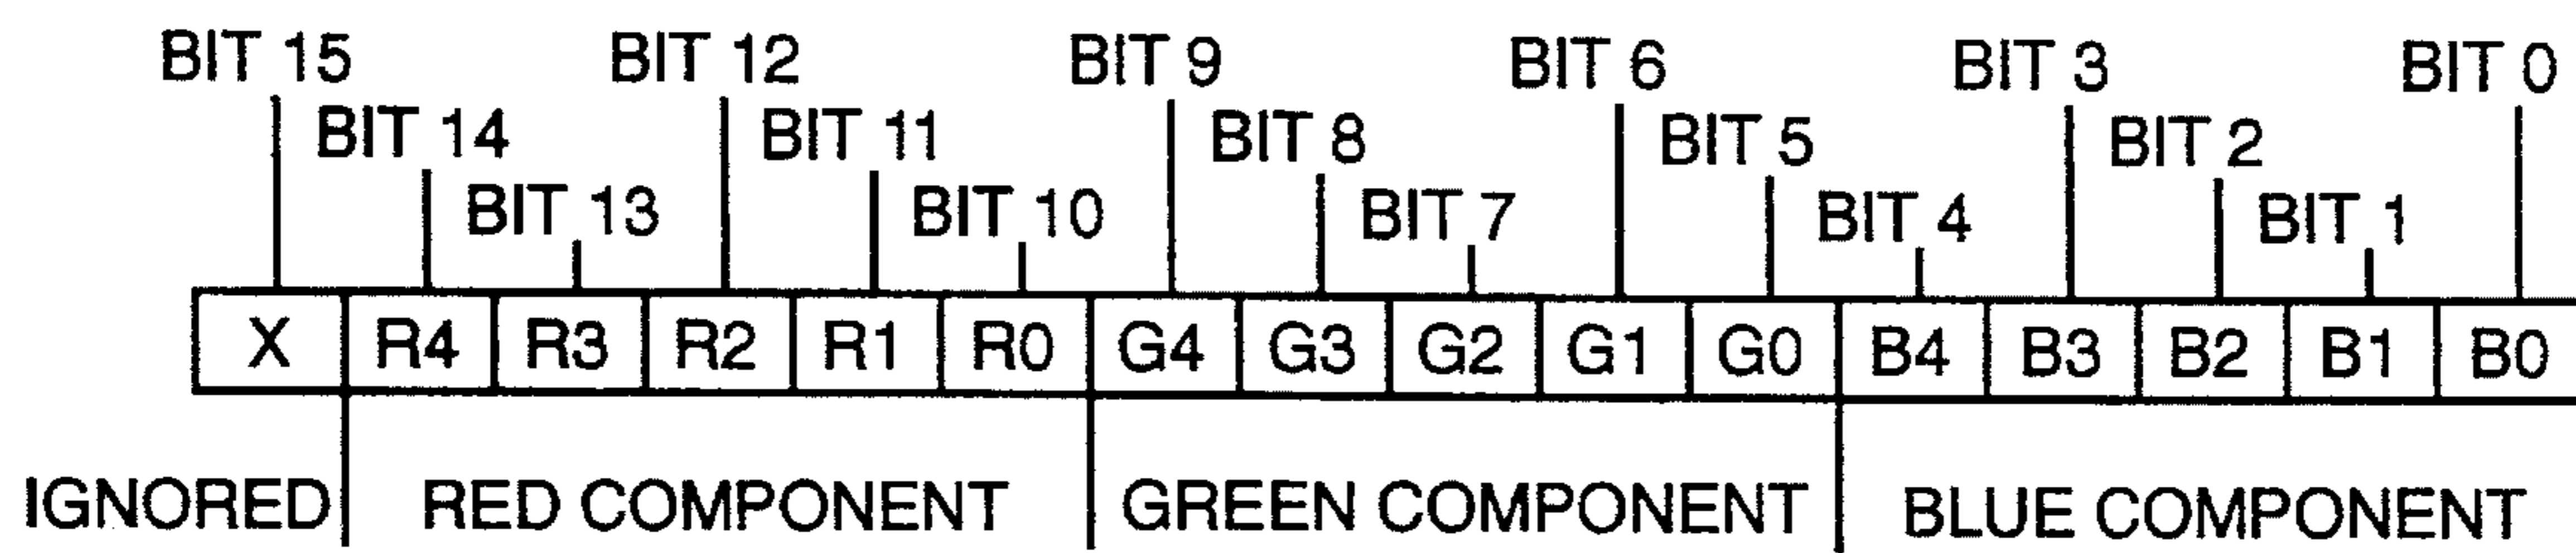 BIT 15 BIT 12 BIT 9 BIT 6 BIT 3 BIT 0
BIT 14 BIT 11 BIT 8 BIT 5 BIT 2
BIT 13 BIT 10 BIT 7 BIT 4 BIT 1
X R4 R3 R2 R1 R0 G4 G3 G2 G1 G0 B4 B3 B2 B1 B0
IGNORED RED COMPONENT GREEN COMPONENT BLUE COMPONENT